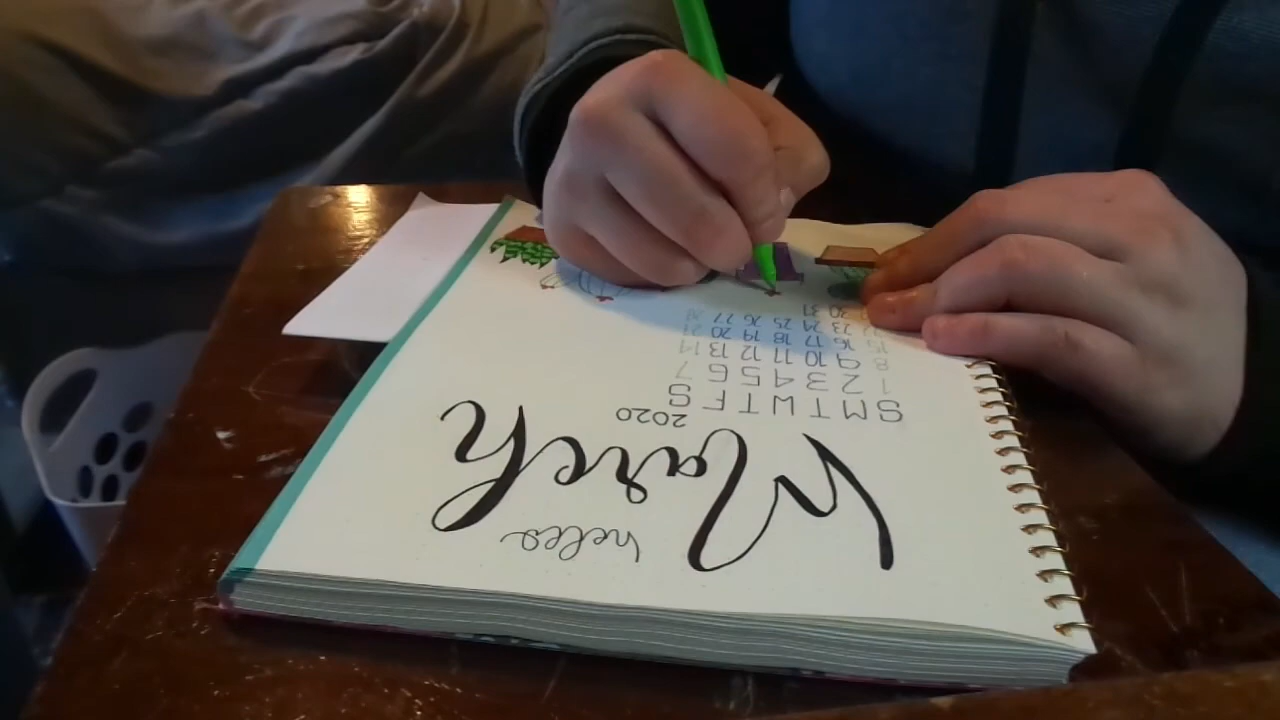 hello
March
2020
S M T W T F S
1 2 3 4 5 6 7
8 9 10 11 12 13 14
15 16 17 18 19 20 21
23 24 25 26 27 28
30 31